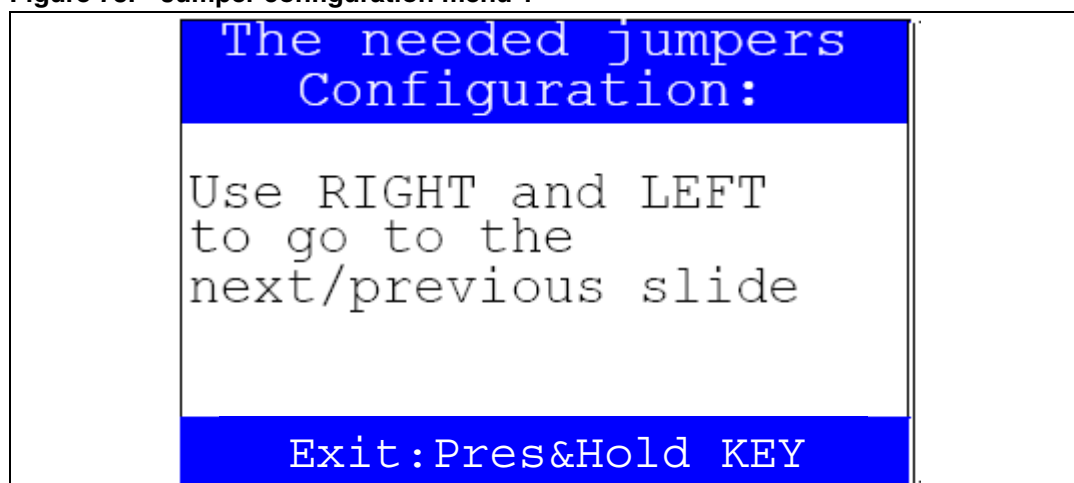 The needed jumpers
Configuration:
Use RIGHT and LEFT
to go to the
next/previous slide
Exit:Pres&Hold KEY